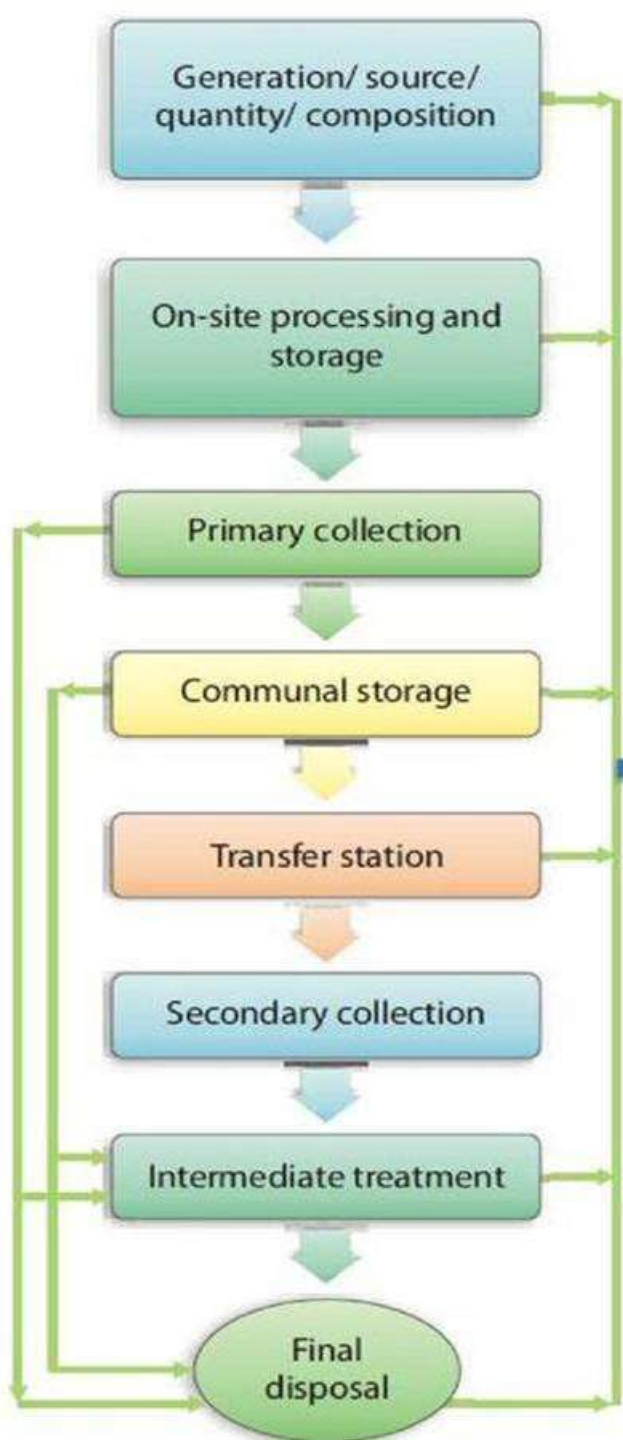 Generation/ source/
quantity/ composition
On-site processing and
storage
Primary collection
Communal storage
Transfer station
Secondary collection
Intermediate treatment
Final
disposal